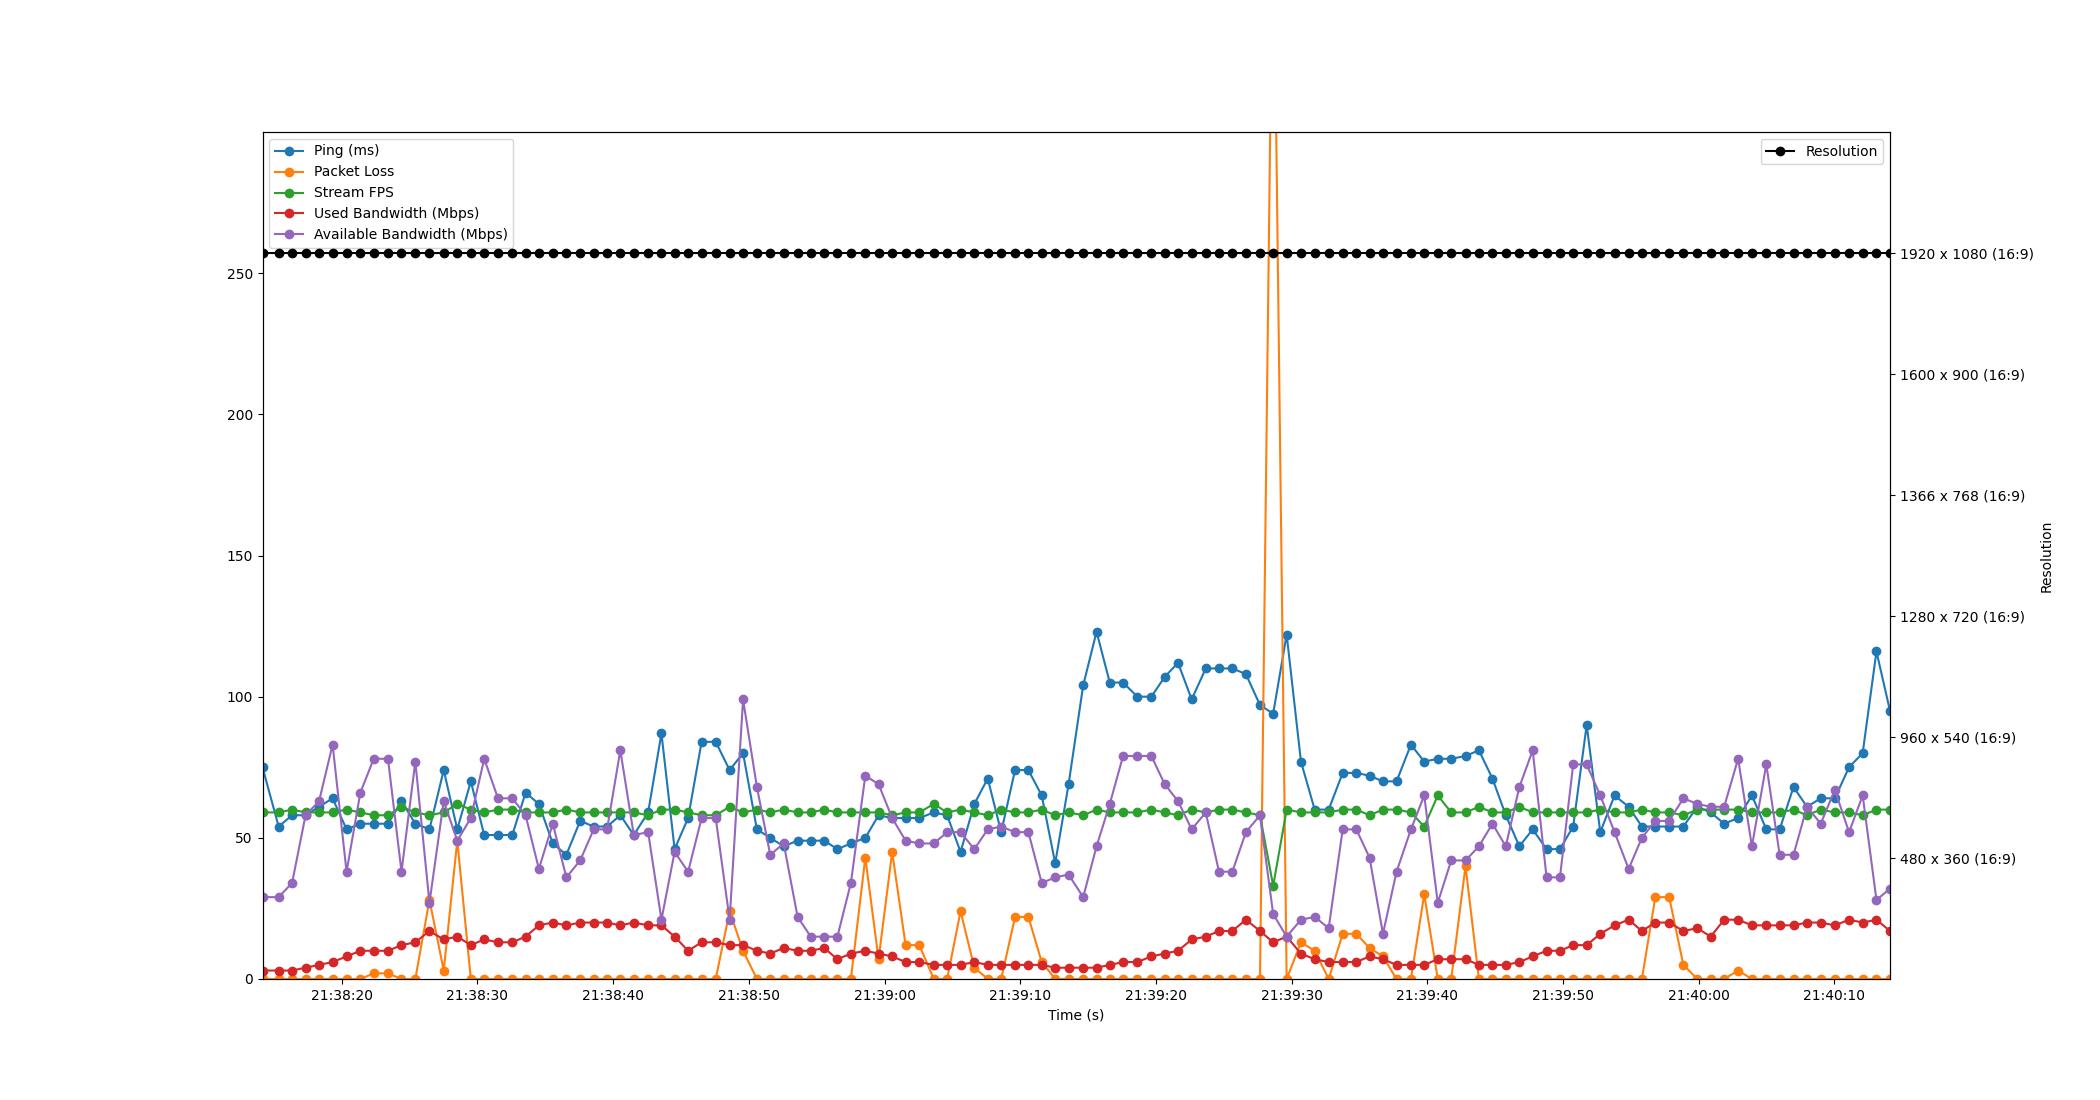 Ping (ms)
Packet Loss
Stream FPS
Used Bandwidth (Mbps)
Available Bandwidth (Mbps)
Resolution
250
200
150
100
50
0
1920 x 1080 (16:9)
1600 x 900 (16:9)
1366 x 768 (16:9)
1280 x 720 (16:9)
960 x 540 (16:9)
480 x 360 (16:9)
Resolution
21:38:20 21:38:30 21:38:40 21:38:50 21:39:00 21:39:10 21:39:20 21:39:30 21:39:40 21:39:50 21:40:00 21:40:10
Time (s)